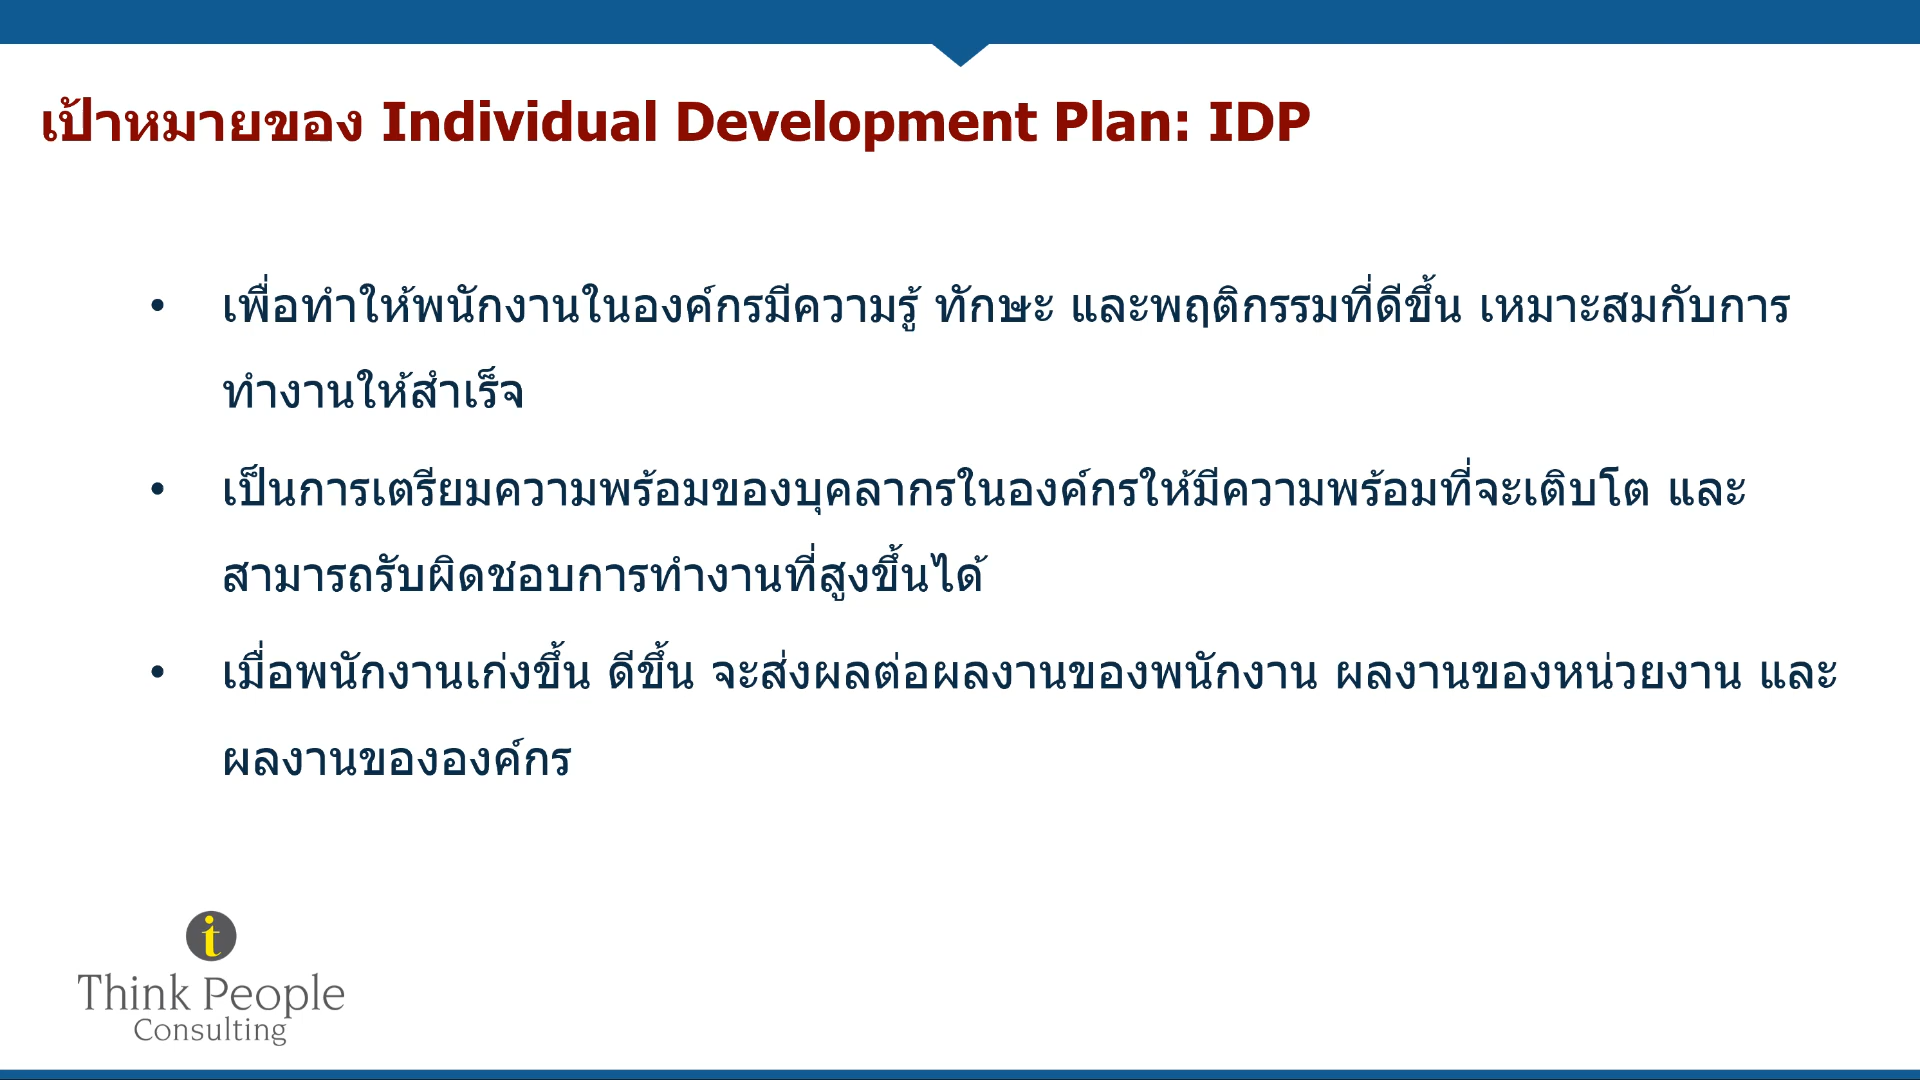 เป้าหมายของ Individual Development Plan: IDP
• เพื่อทำให้พนักงานในองค์กรมีความรู้ ทักษะ และพฤติกรรมที่ดีขึ้น เหมาะสมกับการ
ทำงานให้สำเร็จ
• เป็นการเตรียมความพร้อมของบุคลากรในองค์กรให้มีความพร้อมที่จะเติบโต และ
สามารถรับผิดชอบการทำงานที่สูงขึ้นได้
• เมื่อพนักงานเก่งขึ้น ดีขึ้น จะส่งผลต่อผลงานของพนักงาน ผลงานของหน่วยงาน และ
ผลงานขององค์กร
Think People
Consulting